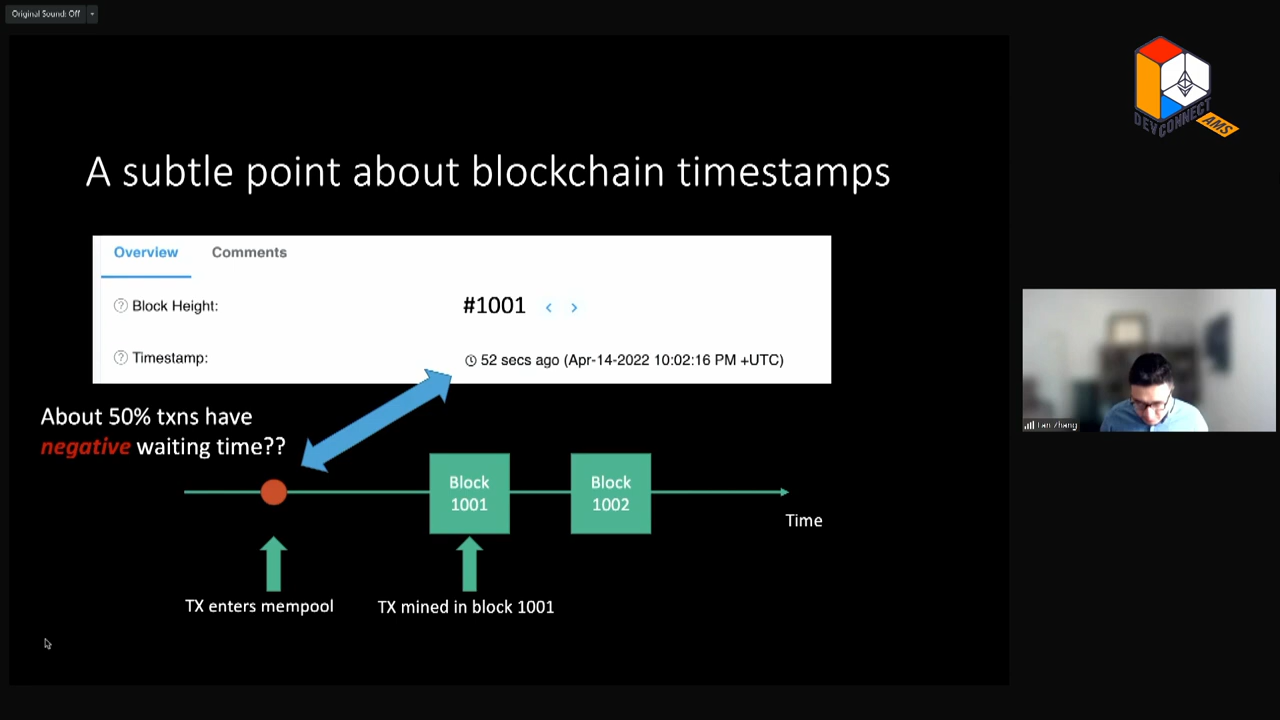 Original Sound: Off
DEVCONNECT
AMS
A subtle point about blockchain timestamps
Overview Comments
Block Height: #1001
Timestamp: 52 secs ago (Apr-14-2022 10:02:16 PM +UTC)
About 50% txns have
negative waiting time??
Block
1001
Block
1002
Time
TX enters mempool
TX mined in block 1001
Zhang